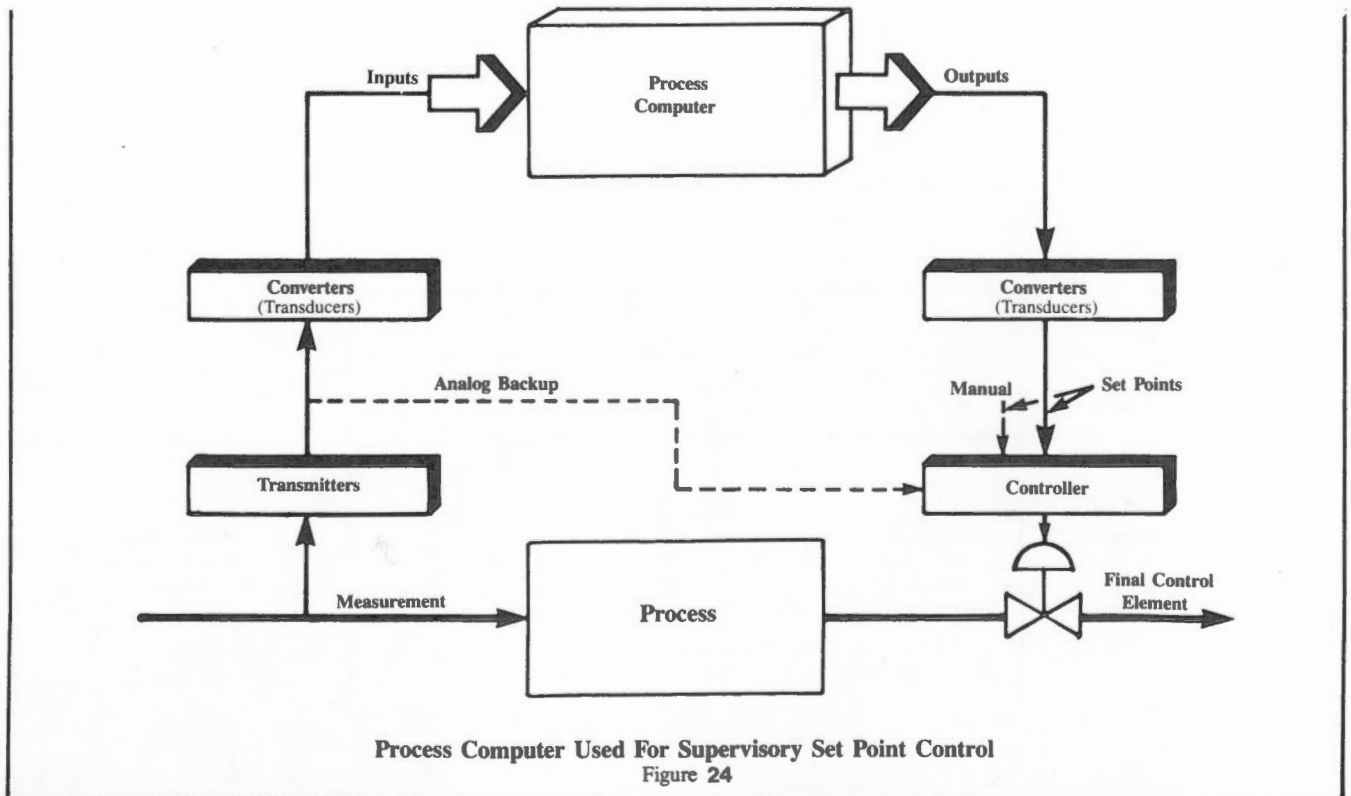 Inputs
Process
Computer
Outputs
Converters
(Transducers)
Converters
(Transducers)
Analog Backup
Manual
Set Points
Transmitters
Controller
Measurement
Process
Final Control
Element
Process Computer Used For Supervisory Set Point Control
Figure 24